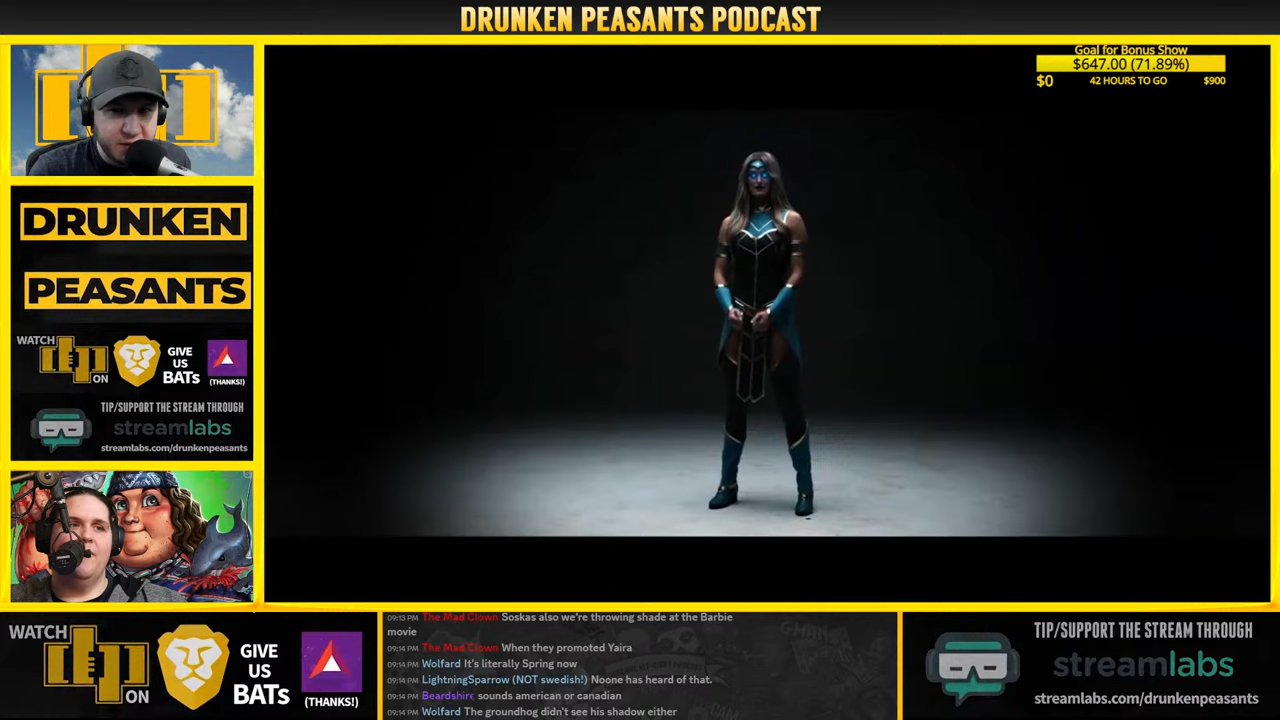 DRUNKEN PEASANTS PODCAST
Goal for Bonus Show
$647.00 (71.89%)
$0
42 HOURS TO GO
$900
DRUNKEN
PEASANTS
WATCH
ON
GIVE
US
BATs
(THANKS!)
TIP/SUPPORT THE STREAM THROUGH
streamlabs
streamlabs.com/drunkenpeasants
09:13 PM The Mad Clown Soskas also we're throwing shade at the Barbie
movie
09:14 PM The Mad Clown When they promoted Yaira
09:14 PM Wolfard It's literally Spring now
09:14 PM LightningSparrow (NOT swedish!) Noone has heard of that.
09:14 PM Beardshire sounds american or canadian
09:14 PM Wolfard The groundhog didn't see his shadow either
WATCH
ON
GIVE
US
BATs
(THANKS!)
TIP/SUPPORT THE STREAM THROUGH
streamlabs
streamlabs.com/drunkenpeasants